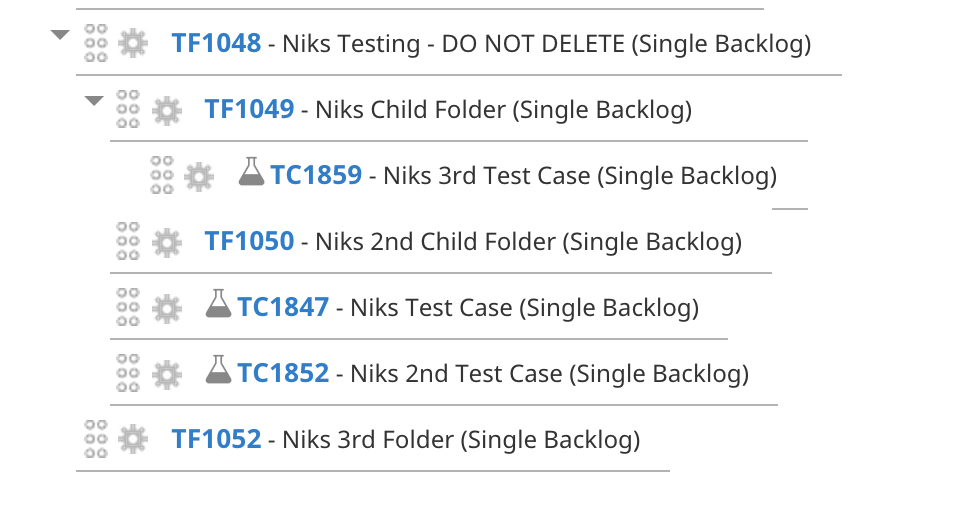 TF1048 - Niks Testing - DO NOT DELETE (Single Backlog)
TF1049 - Niks Child Folder (Single Backlog)
TC1859 - Niks 3rd Test Case (Single Backlog)
TF1050 - Niks 2nd Child Folder (Single Backlog)
TC1847 - Niks Test Case (Single Backlog)
TC1852 - Niks 2nd Test Case (Single Backlog)
TF1052 - Niks 3rd Folder (Single Backlog)